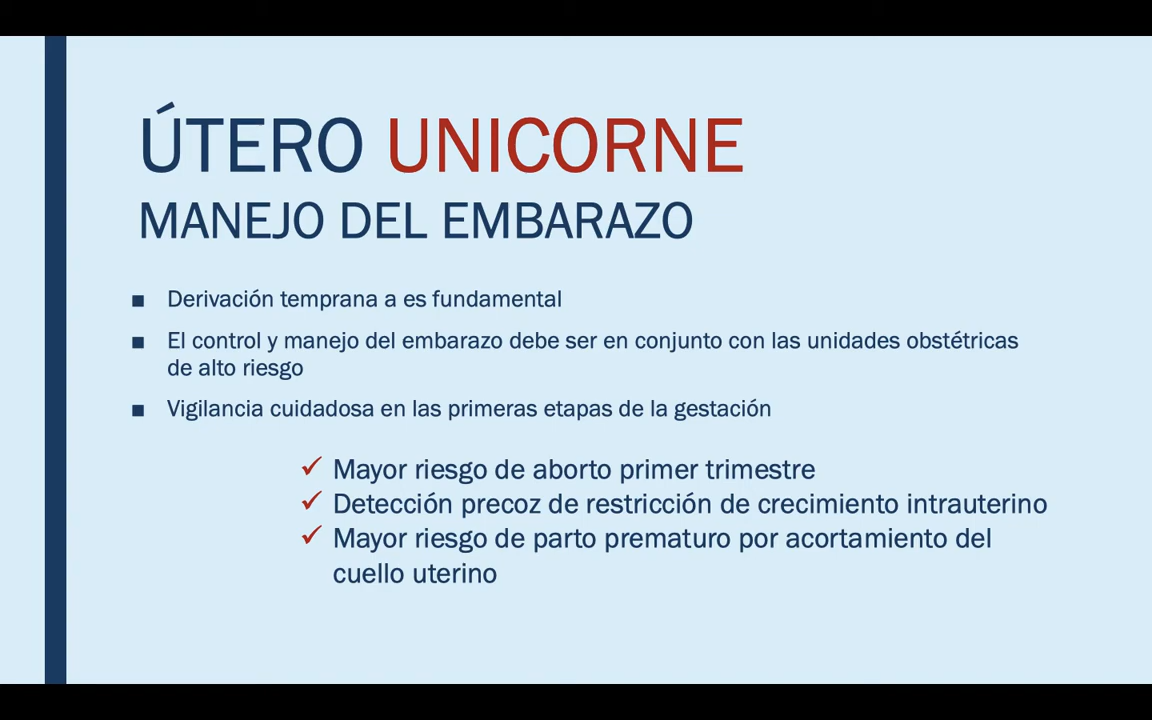 ÚTERO UNICORNE
MANEJO DEL EMBARAZO
■ Derivación temprana a es fundamental
■ El control y manejo del embarazo debe ser en conjunto con las unidades obstétricas
de alto riesgo
■ Vigilancia cuidadosa en las primeras etapas de la gestación
✓ Mayor riesgo de aborto primer trimestre
✓ Detección precoz de restricción de crecimiento intrauterino
✓ Mayor riesgo de parto prematuro por acortamiento del
cuello uterino